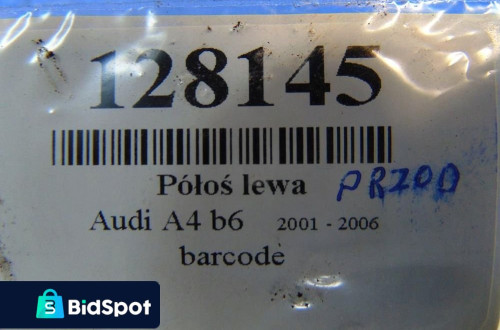 128145
Półoś lewa PRZOD
Audi A4 b6 2001 - 2006
barcode
S
BidSpot